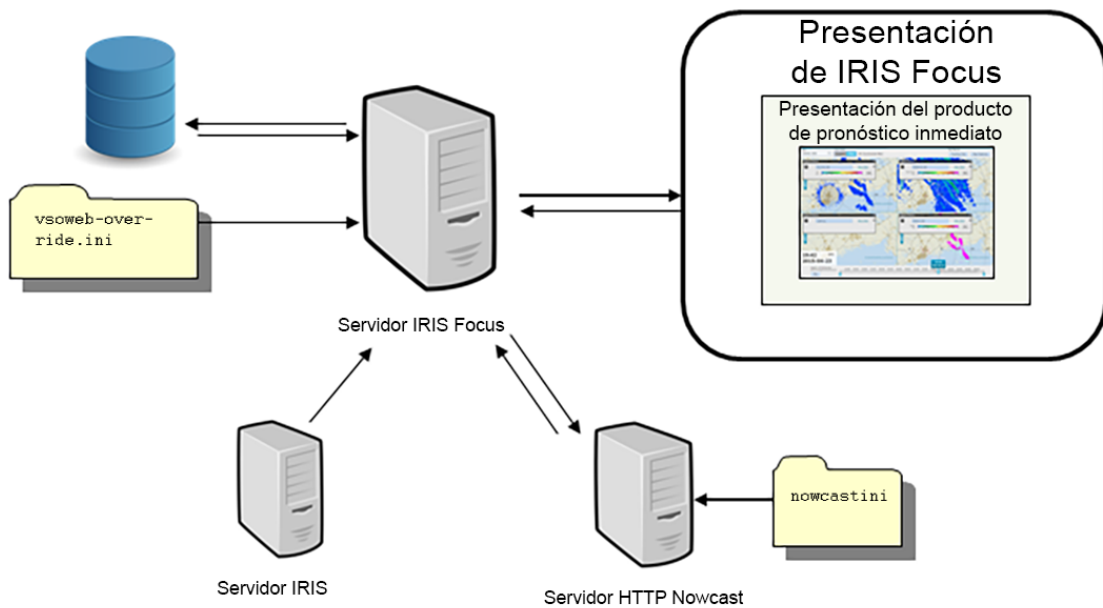 Presentación
de IRIS Focus
Presentación del producto
de pronóstico inmediato
vsoweb-over-
ride.ini
Servidor IRIS Focus
nowcastini
Servidor IRIS
Servidor HTTP Nowcast